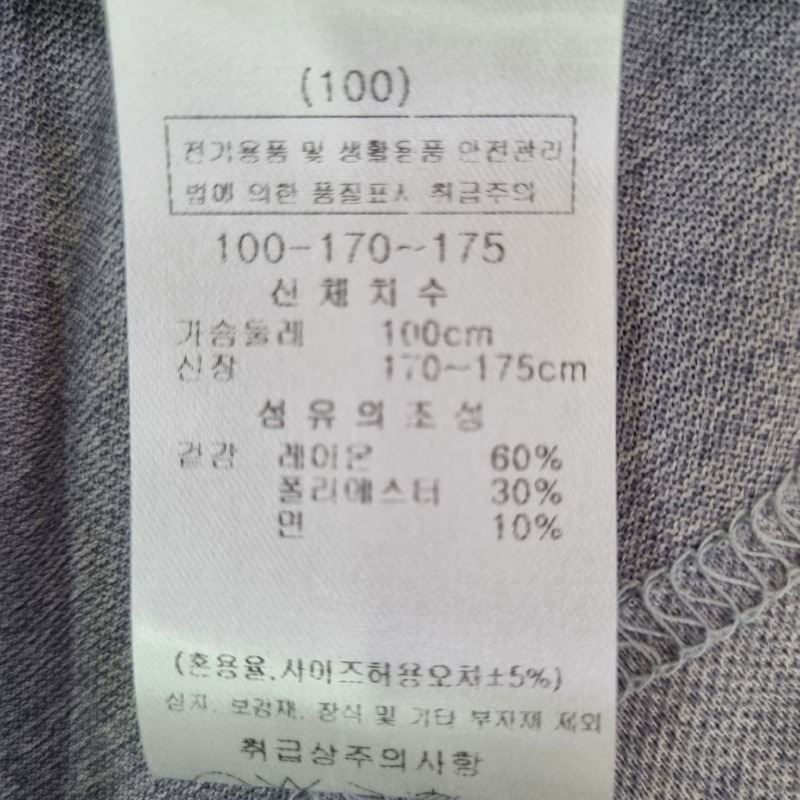 (100)
전기용품 및 생활용품 안전관리
법에 의한 품질표시 취급주의
100-170~175
신체치수
가슴둘레 100cm
신장 170~175cm
섬유의조성
겉감 레이온 60%
폴리에스터 30%
면 10%
(혼용율.사이즈허용오차±5%)
심지. 보강재. 장식 및 기타 부자재 제외
취급상주의사항